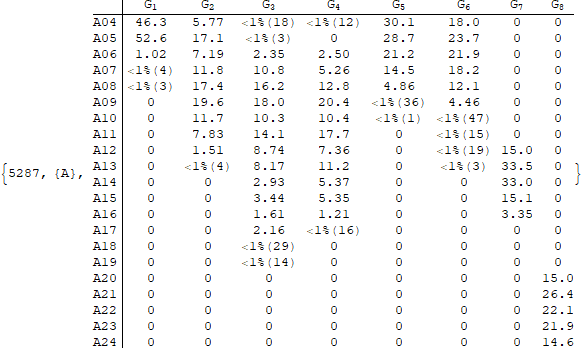 G1 G2 G3 G4 G5 G6 G7 G8
A04 46.3 5.77 <1%(18) <1%(12) 30.1 18.0 0 0
A05 52.6 17.1 <1%(3) 0 28.7 23.7 0 0
A06 1.02 7.19 2.35 2.50 21.2 21.9 0 0
A07 <1%(4) 11.8 10.8 5.26 14.5 18.2 0 0
A08 <1%(3) 17.4 16.2 12.8 4.86 12.1 0 0
A09 0 19.6 18.0 20.4 <1%(36) 4.46 0 0
A10 0 11.7 10.3 10.4 <1%(1) <1%(47) 0 0
A11 0 7.83 14.1 17.7 0 <1%(15) 0 0
A12 0 1.51 8.74 7.36 0 <1%(19) 15.0 0
{5287, {A}, A13 0 <1%(4) 8.17 11.2 0 <1%(3) 33.5 0 }
A14 0 0 2.93 5.37 0 0 33.0 0
A15 0 0 3.44 5.35 0 0 15.1 0
A16 0 0 1.61 1.21 0 0 3.35 0
A17 0 0 2.16 <1%(16) 0 0 0 0
A18 0 0 <1%(29) 0 0 0 0 0
A19 0 0 <1%(14) 0 0 0 0 0
A20 0 0 0 0 0 0 0 15.0
A21 0 0 0 0 0 0 0 26.4
A22 0 0 0 0 0 0 0 22.1
A23 0 0 0 0 0 0 0 21.9
A24 0 0 0 0 0 0 0 14.6